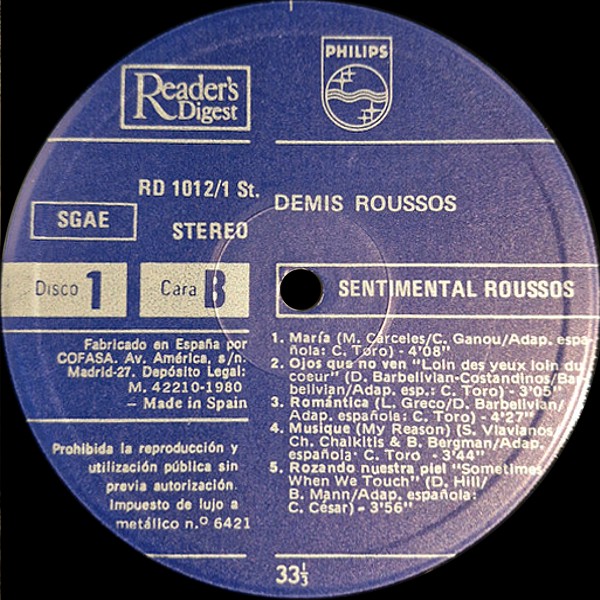 Reader's
Digest
PHILIPS
RD 1012/1 St.
SGAE
STEREO
DEMIS ROUSSOS
Disco 1
Cara B
SENTIMENTAL ROUSSOS
Fabricado en España por
COFASA. Av. América, s/n.
Madrid-27. Depósito Legal:
M. 42210-1980
— Made in Spain
Prohibida la reproducción y
utilización pública sin
previa autorización.
Impuesto de lujo a
metálico n.º 6421
1. María (M. Cárceles/C. Ganou/Adap. espa-
ñola: C. Toro) - 4'08"
2. Ojos que no ven "Loin des yeux loin du
coeur" (D. Barbelivian-Costandinos/Bar-
belivian/Adap. esp.: C. Toro) - 3'05"
3. Romántica (L. Greco/D. Barbelivian/
Adap. española: C. Toro) - 4'27"
4. Musique (My Reason) (S. Vlavianos
Ch. Chalkitis & B. Bergman/Adap.
española: C. Toro - 3'44"
5. Rozando nuestra piel "Sometimes
When We Touch" (D. Hill/
B. Mann/Adap. española:
C. César) - 3'56"
33⅓